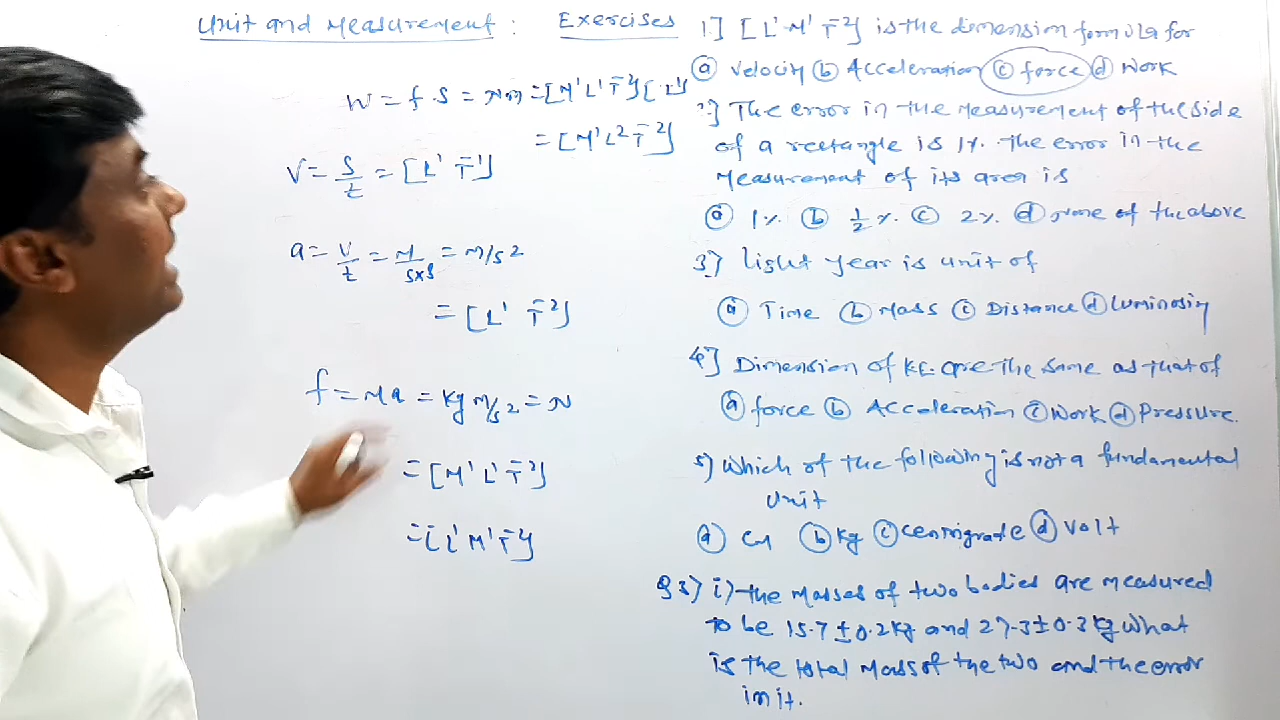 Unit and Measurement : Exercises
W = f s = Nm = [M¹L¹T⁻²][L¹]
= [M¹L²T⁻²]
V = s/t = [L¹ T⁻¹]
a = V/t = M/s×s = m/s²
= [L¹ T⁻²]
f = Ma = kg m/s² = N
= [M¹L¹T⁻²]
= [L¹M¹T⁻²]
1.] [L¹M¹T⁻²] is the dimension formula for
ⓐ velocity ⓑ Acceleration ⓒ force ⓓ Work
2.] The error in the measurement of the side
of a rectangle is 1%. the error in the
measurement of its area is
ⓐ 1% ⓑ 1/2 %. ⓒ 2%. ⓓ none of the above
3] light year is unit of
ⓐ Time ⓑ Mass ⓒ Distance ⓓ luminosity
4] Dimension of KE. are the same as that of
ⓐ force ⓑ Acceleration ⓒ Work ⓓ Pressure.
5) Which of the following is not a fundamental
unit
ⓐ cm ⓑ kg ⓒ centigrade ⓓ volt
Q3) i) the masses of two bodies are measured
to be 15.7 ± 0.2 kg and 27.3 ± 0.3 kg what
is the total mass of the two and the error
in it.